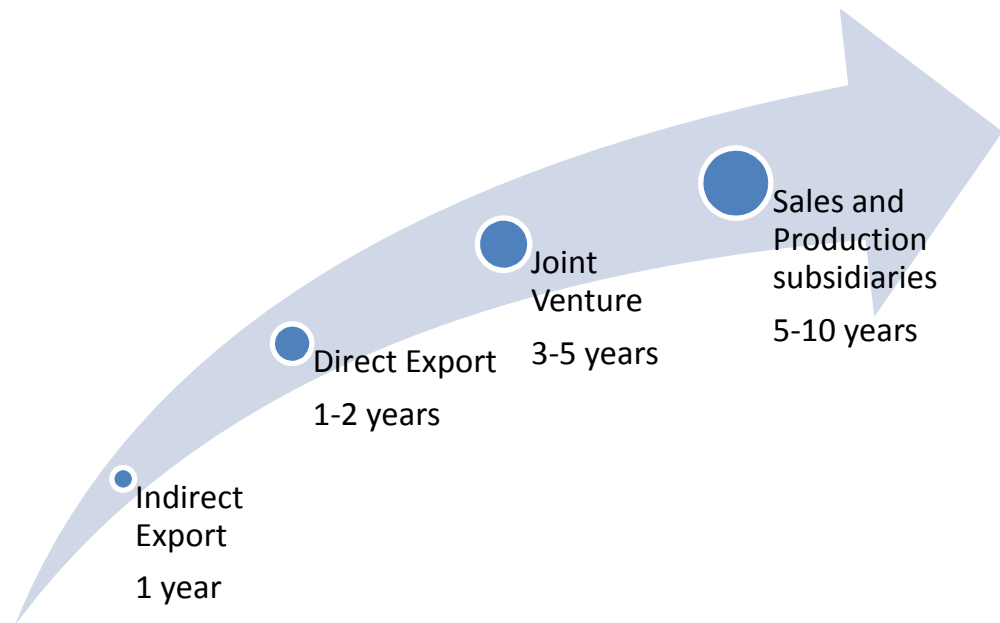 Indirect
Export
1 year
Direct Export
1-2 years
Joint
Venture
3-5 years
Sales and
Production
subsidiaries
5-10 years